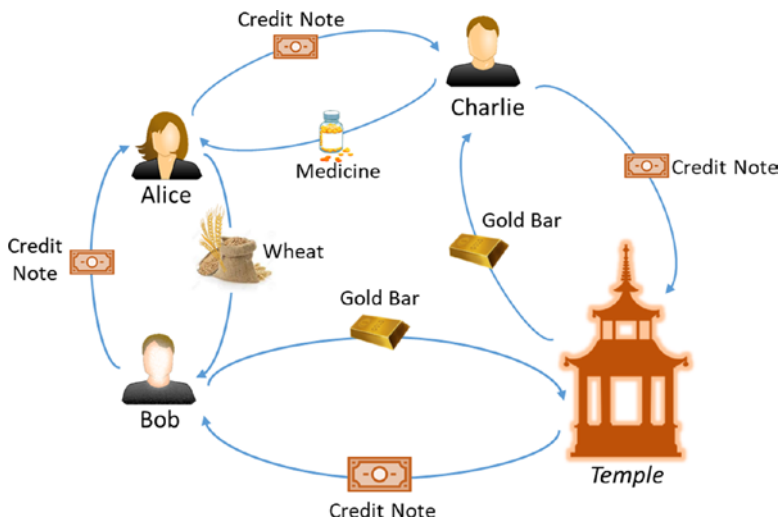 Credit Note
Charlie
Medicine
Credit Note
Alice
Gold Bar
Credit
Note
Wheat
Gold Bar
Bob
Temple
Credit Note